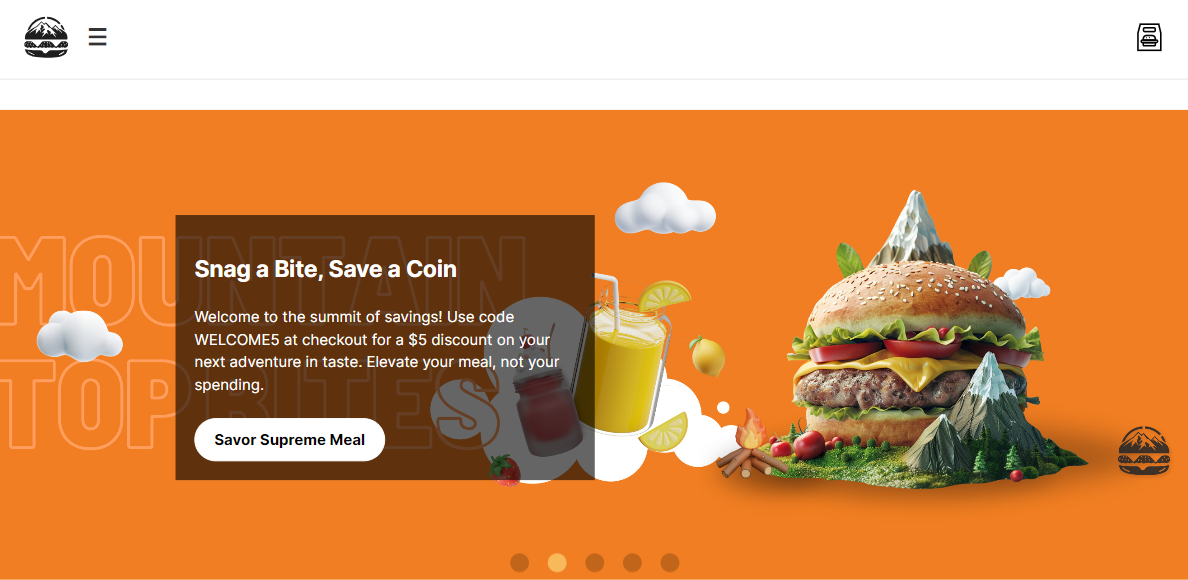 MOUNTAIN
TOP BITES
Snag a Bite, Save a Coin
Welcome to the summit of savings! Use code
WELCOME5 at checkout for a $5 discount on your
next adventure in taste. Elevate your meal, not your
spending.
Savor Supreme Meal